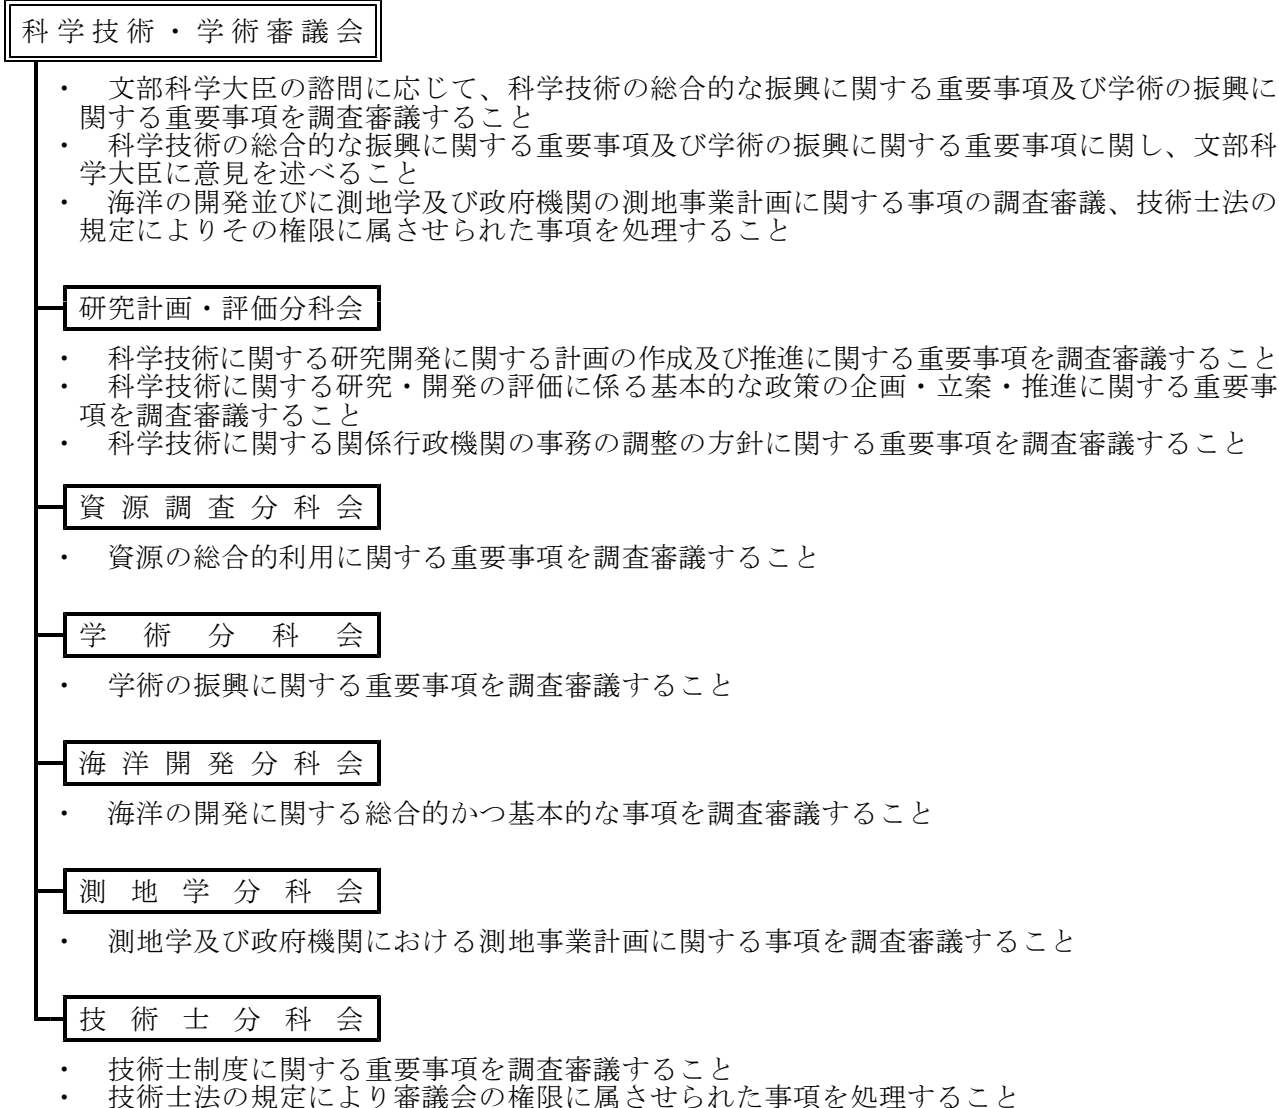 科学技術・学術審議会
・　文部科学大臣の諮問に応じて、科学技術の総合的な振興に関する重要事項及び学術の振興に
関する重要事項を調査審議すること
・　科学技術の総合的な振興に関する重要事項及び学術の振興に関する重要事項に関し、文部科
学大臣に意見を述べること
・　海洋の開発並びに測地学及び政府機関の測地事業計画に関する事項の調査審議、技術士法の
規定によりその権限に属させられた事項を処理すること
研究計画・評価分科会
・　科学技術に関する研究開発に関する計画の作成及び推進に関する重要事項を調査審議すること
・　科学技術に関する研究・開発の評価に係る基本的な政策の企画・立案・推進に関する重要事
項を調査審議すること
・　科学技術に関する関係行政機関の事務の調整の方針に関する重要事項を調査審議すること
資源調査分科会
・　資源の総合的利用に関する重要事項を調査審議すること
学術分科会
・　学術の振興に関する重要事項を調査審議すること
海洋開発分科会
・　海洋の開発に関する総合的かつ基本的な事項を調査審議すること
測地学分科会
・　測地学及び政府機関における測地事業計画に関する事項を調査審議すること
技術士分科会
・　技術士制度に関する重要事項を調査審議すること
・　技術士法の規定により審議会の権限に属させられた事項を処理すること